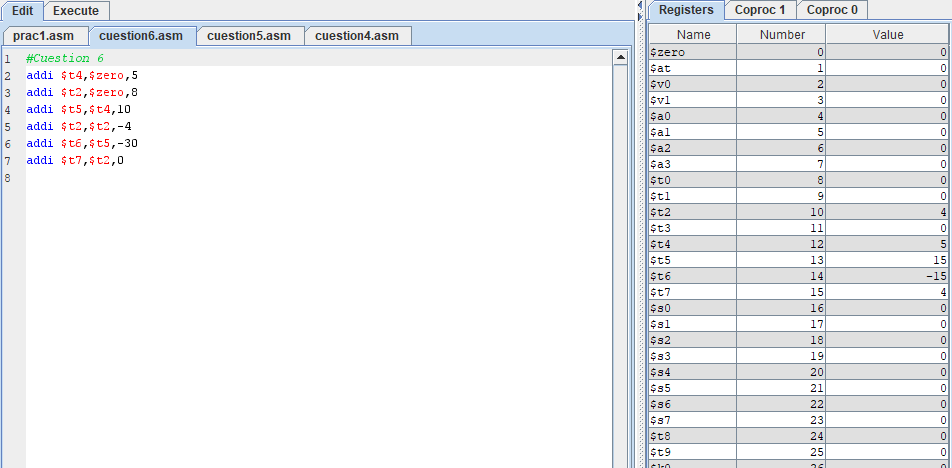 Edit Execute
prac1.asm cuestion6.asm cuestion5.asm cuestion4.asm
1 #Cuestion 6
2 addi $t4,$zero,5
3 addi $t2,$zero,8
4 addi $t5,$t4,10
5 addi $t2,$t2,-4
6 addi $t6,$t5,-30
7 addi $t7,$t2,0
8
Registers Coproc 1 Coproc 0
Name Number Value
$zero 0 0
$at 1 0
$v0 2 0
$v1 3 0
$a0 4 0
$a1 5 0
$a2 6 0
$a3 7 0
$t0 8 0
$t1 9 0
$t2 10 4
$t3 11 0
$t4 12 5
$t5 13 15
$t6 14 -15
$t7 15 4
$s0 16 0
$s1 17 0
$s2 18 0
$s3 19 0
$s4 20 0
$s5 21 0
$s6 22 0
$s7 23 0
$t8 24 0
$t9 25 0